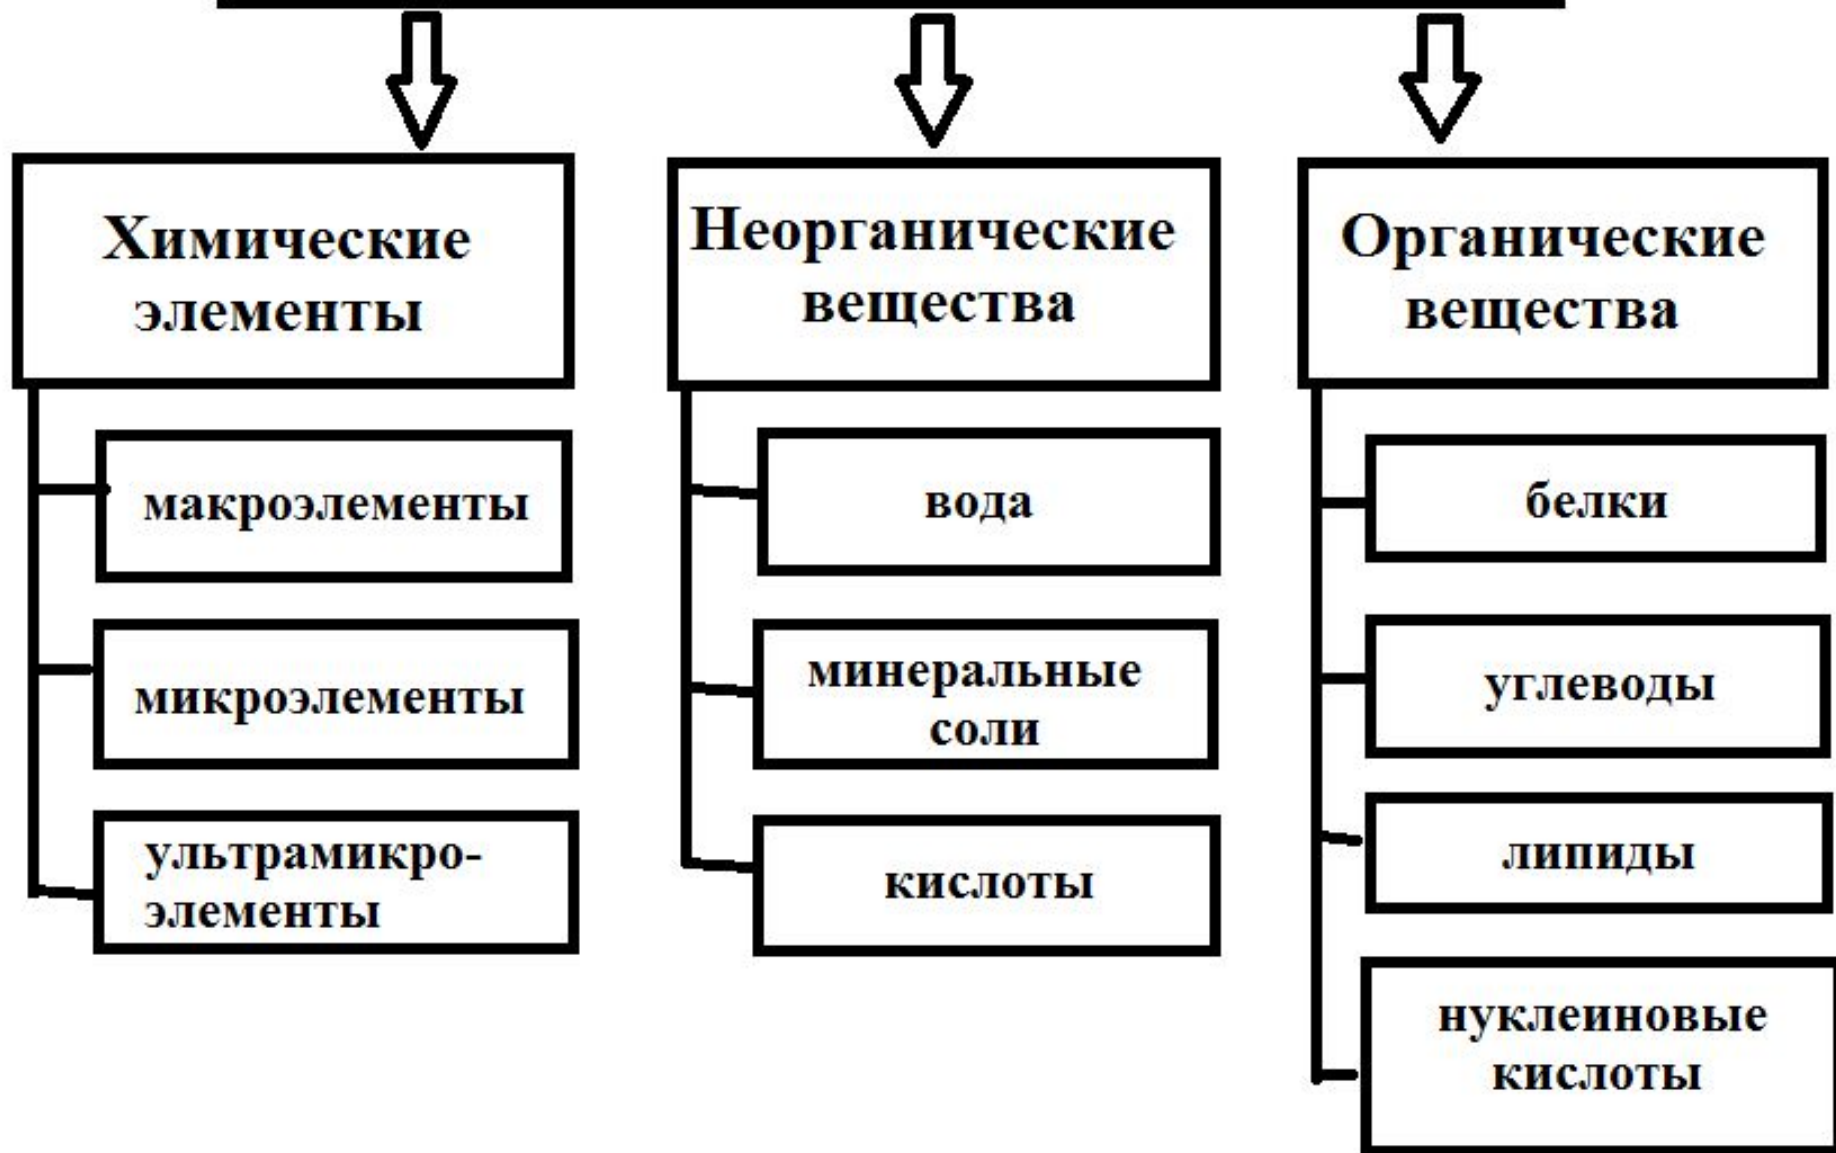 Химические
элементы
макроэлементы
микроэлементы
ультрамикро-
элементы
Неорганические
вещества
вода
минеральные
соли
кислоты
Органические
вещества
белки
углеводы
липиды
нуклеиновые
кислоты